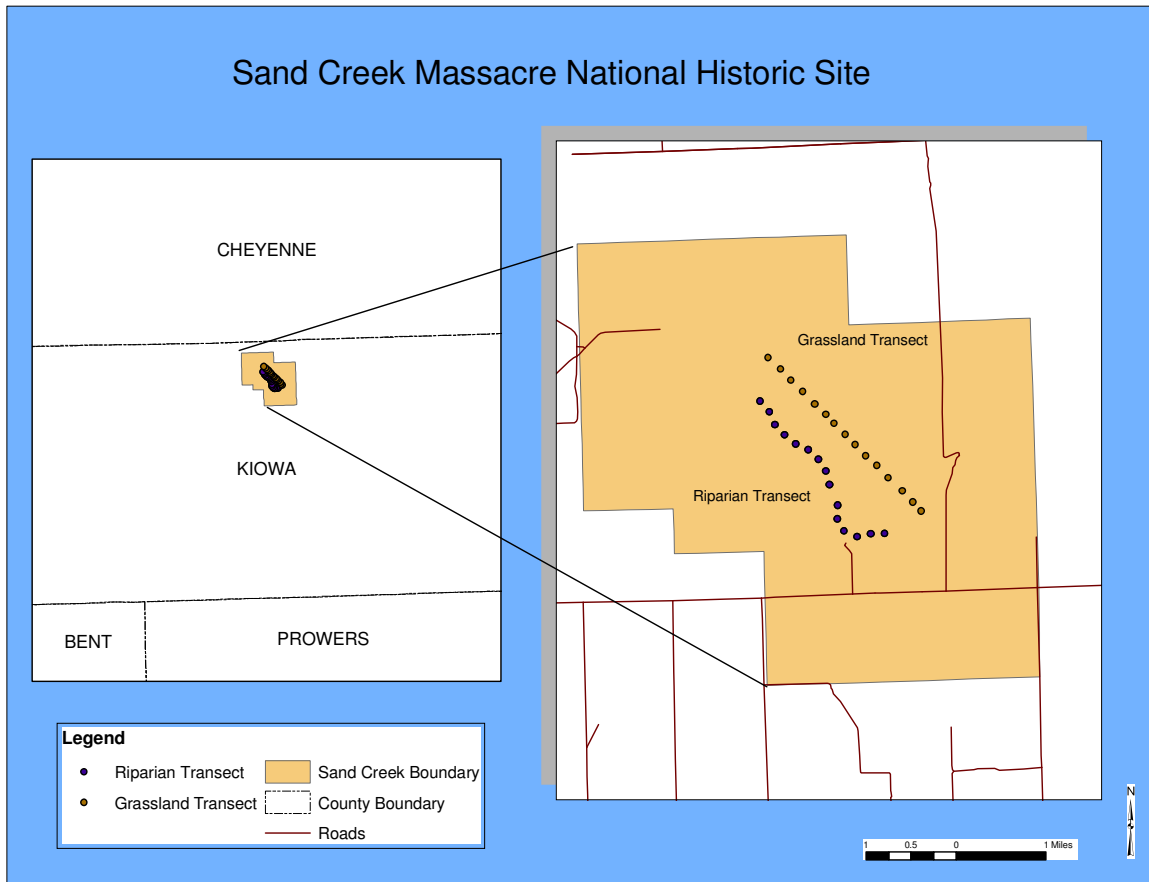 Sand Creek Massacre National Historic Site
CHEYENNE
KIOWA
BENT
PROWERS
Grassland Transect
Riparian Transect
Legend
Riparian Transect
Grassland Transect
Sand Creek Boundary
County Boundary
Roads
N
1 0.5 0 1 Miles